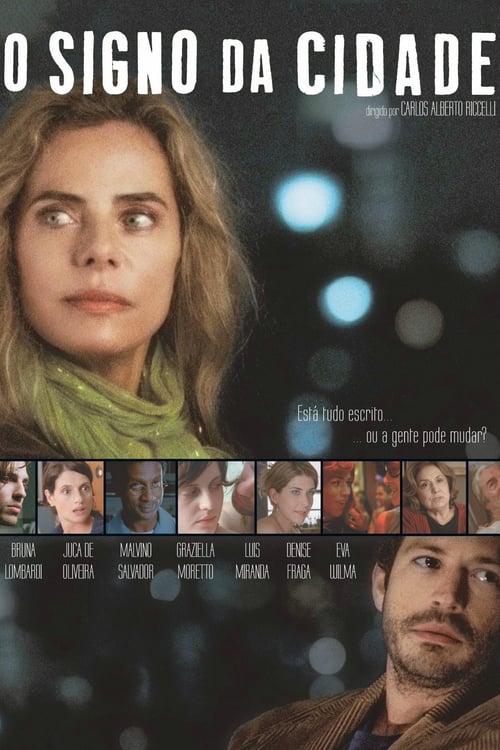 O SIGNO DA CIDADE
dirigido por CARLOS ALBERTO RICCELLI
Está tudo escrito...
... ou a gente pode mudar?
BRUNA LOMBARDI
JUCA DE OLIVEIRA
MALVINO SALVADOR
GRAZIELLA MORETTO
LUIS MIRANDA
DENISE FRAGA
EVA WILMA